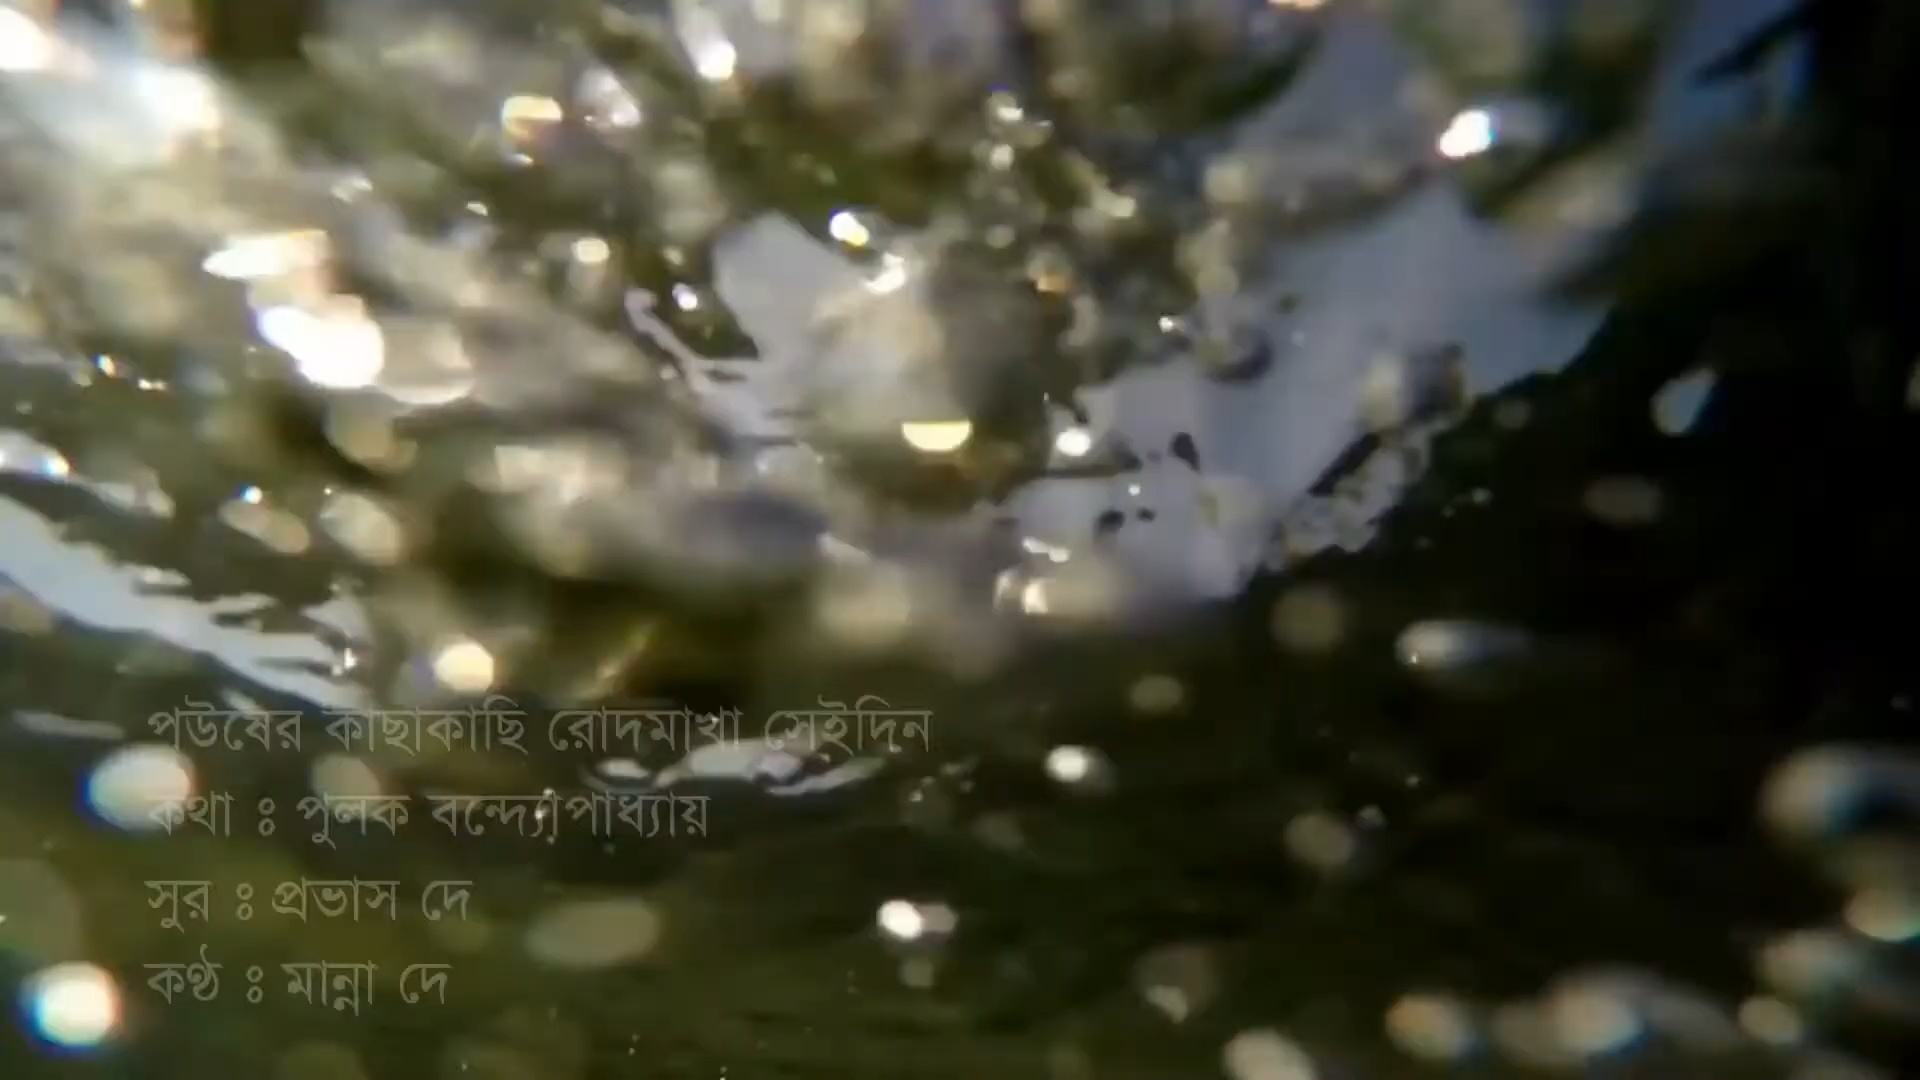 পউষের কাছাকাছি রোদমাখা সেইদিন
কথা ঃ পুলক বন্দ্যোপাধ্যায়
সুর ঃ প্রভাস দে
কণ্ঠ ঃ মান্না দে